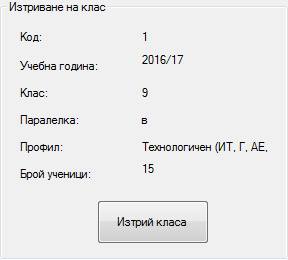 Изтриване на клас
Код: 1
Учебна година: 2016/17
Клас: 9
Паралелка: в
Профил: Технологичен (ИТ, Г, АЕ,
Брой ученици: 15
Изтрий класа